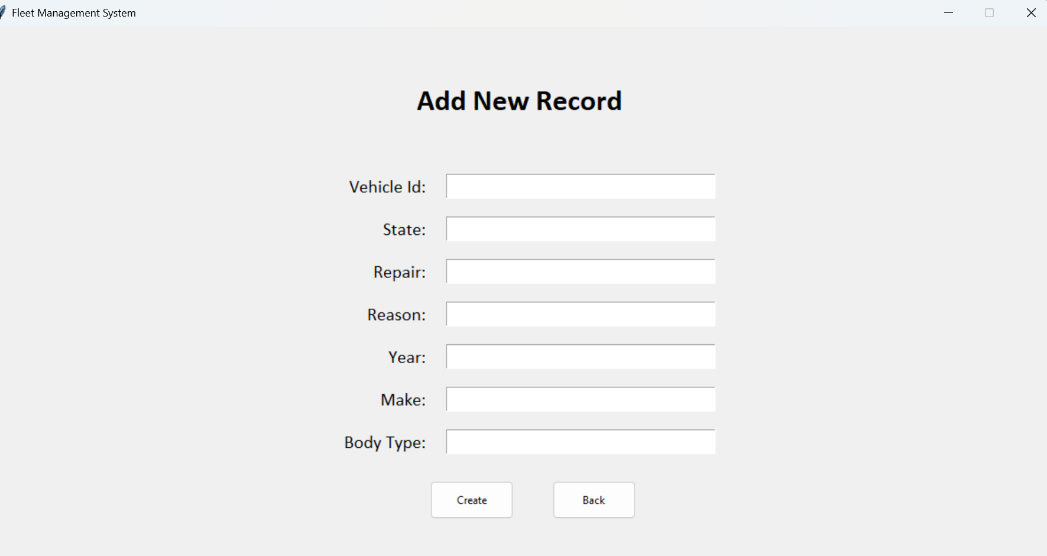 Fleet Management System
Add New Record
Vehicle Id:
State:
Repair:
Reason:
Year:
Make:
Body Type:
Create Back